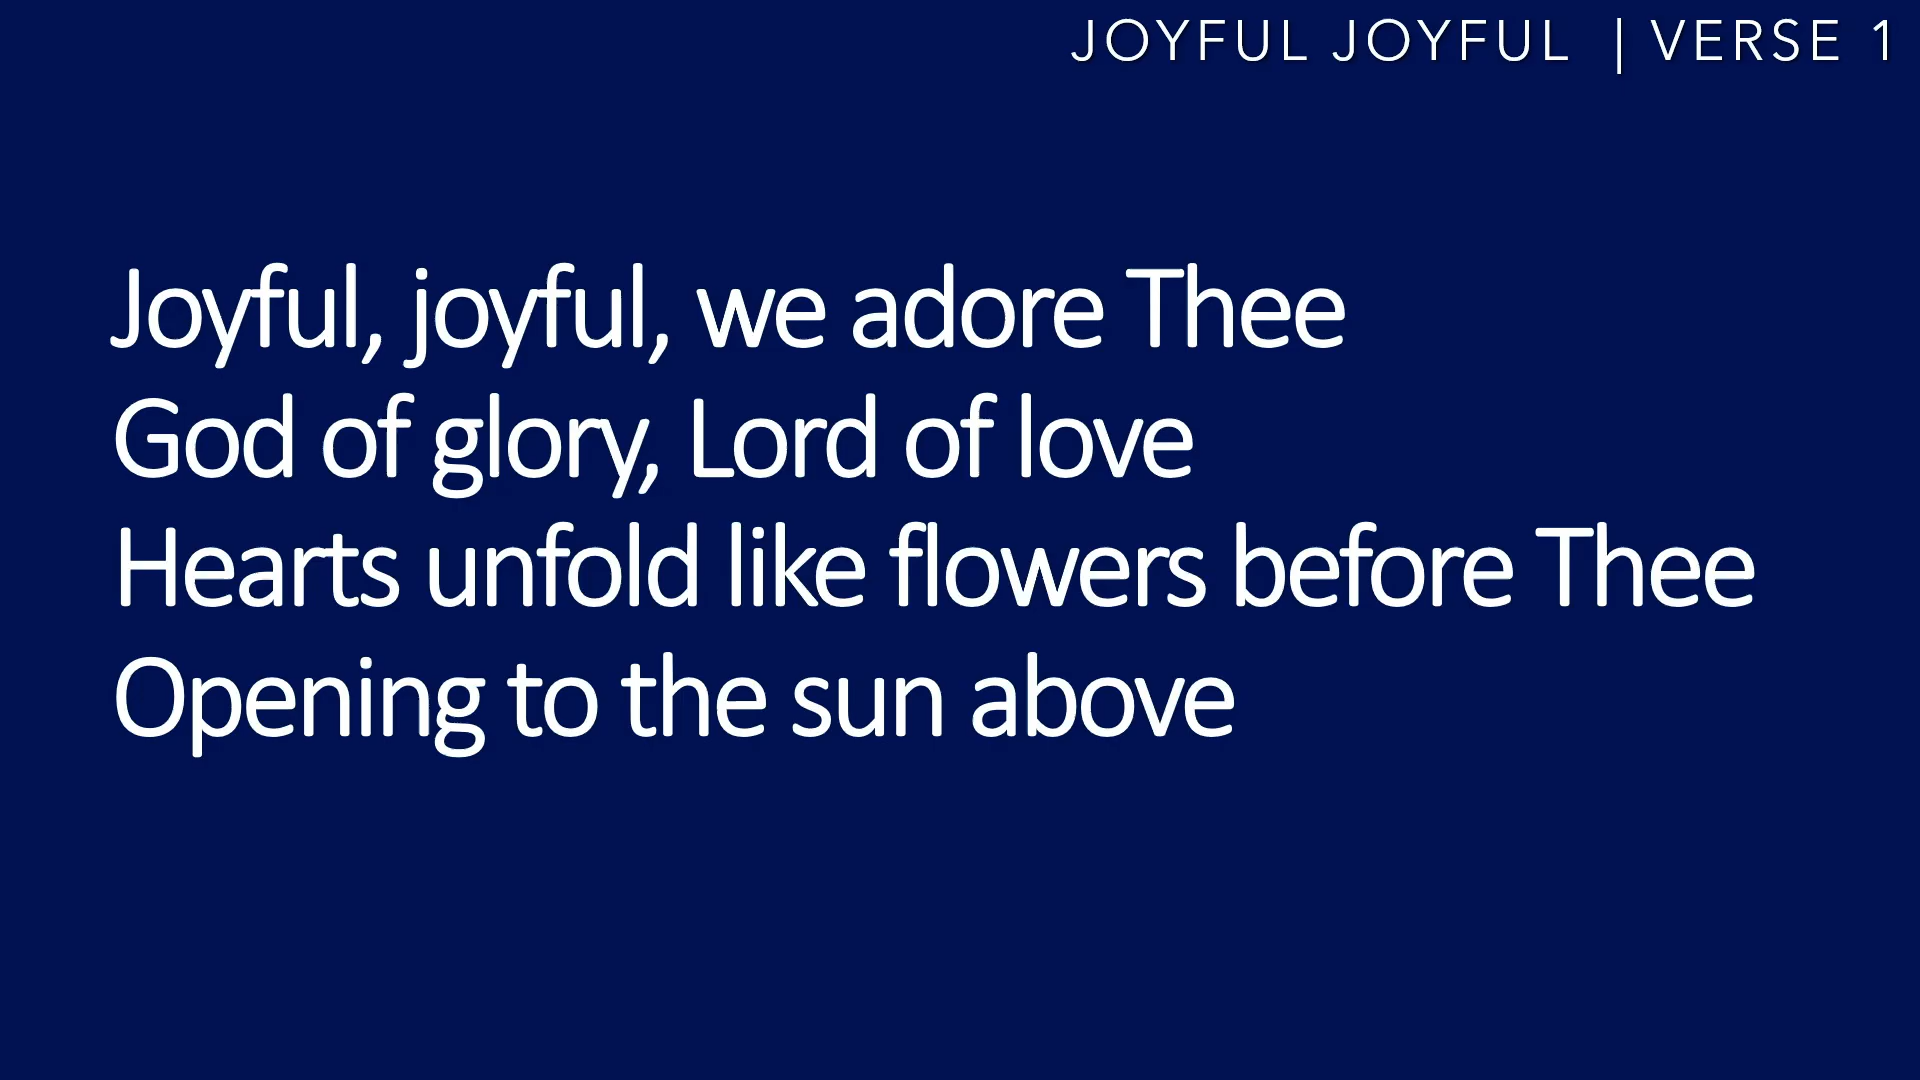 JOYFUL JOYFUL | VERSE 1
Joyful, joyful, we adore Thee
God of glory, Lord of love
Hearts unfold like flowers before Thee
Opening to the sun above